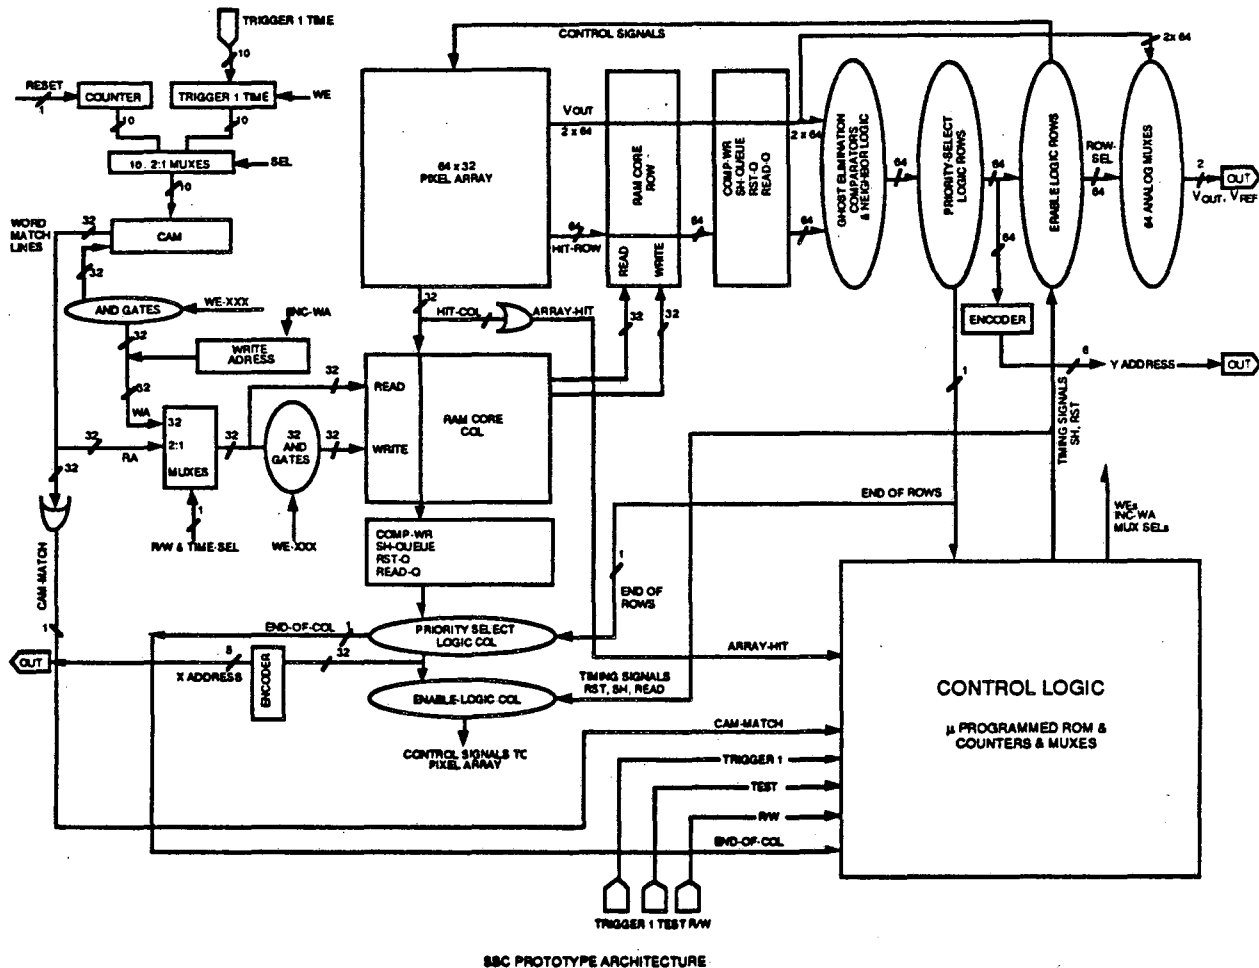 TRIGGER 1 TIME
10
RESET
1
COUNTER
TRIGGER 1 TIME
WE
10
10
10 2:1 MUXES
SEL
10
WORD
MATCH
LINES
32
CAM
32
AND GATES
WE-XXX
INC-WA
32
WRITE
ADRESS
32
WA
32
2:1
MUXES
32
RA
32
32
32
32
AND
GATES
32
1
R/W & TIME-SEL
WE-XXX
CAM-MATCH
1
OUT
CONTROL SIGNALS
64 x 32
PIXEL ARRAY
VOUT
2 x 64
64
HIT-ROW
32
HIT-COL
ARRAY-HIT
RAM CORE
ROW
READ
WRITE
32
32
64
COMP-WR
SH-QUEUE
RST-Q
READ-Q
2 x 64
64
GHOST ELIMINATION
COMPARATORS
& NEIGHBOR LOGIC
64
PRIORITY-SELECT
LOGIC ROWS
64
64
ENCODER
6
Y ADDRESS
OUT
ERABLE LOGIC ROWS
ROW-
SEL
64
2x 64
64 ANALOG MUXES
2
VOUT, VREF
OUT
READ
WRITE
RAM CORE
COL
COMP-WR
SH-QUEUE
RST-Q
READ-Q
END-OF-COL
1
PRIORITY SELECT
LOGIC COL
1
END OF
ROWS
END OF ROWS
1
TIMING SIGNALS
SH, RST
WEs
INC-WA
MUX SELs
X ADDRESS
ENCODER
32
ENABLE-LOGIC COL
TIMING SIGNALS
RST, SH, READ
CONTROL SIGNALS TO
PIXEL ARRAY
ARRAY-HIT
CAM-MATCH
TRIGGER 1
TEST
R/W
END-OF-COL
CONTROL LOGIC
µ PROGRAMMED ROM &
COUNTERS & MUXES
TRIGGER 1 TEST R/W
SSC PROTOTYPE ARCHITECTURE